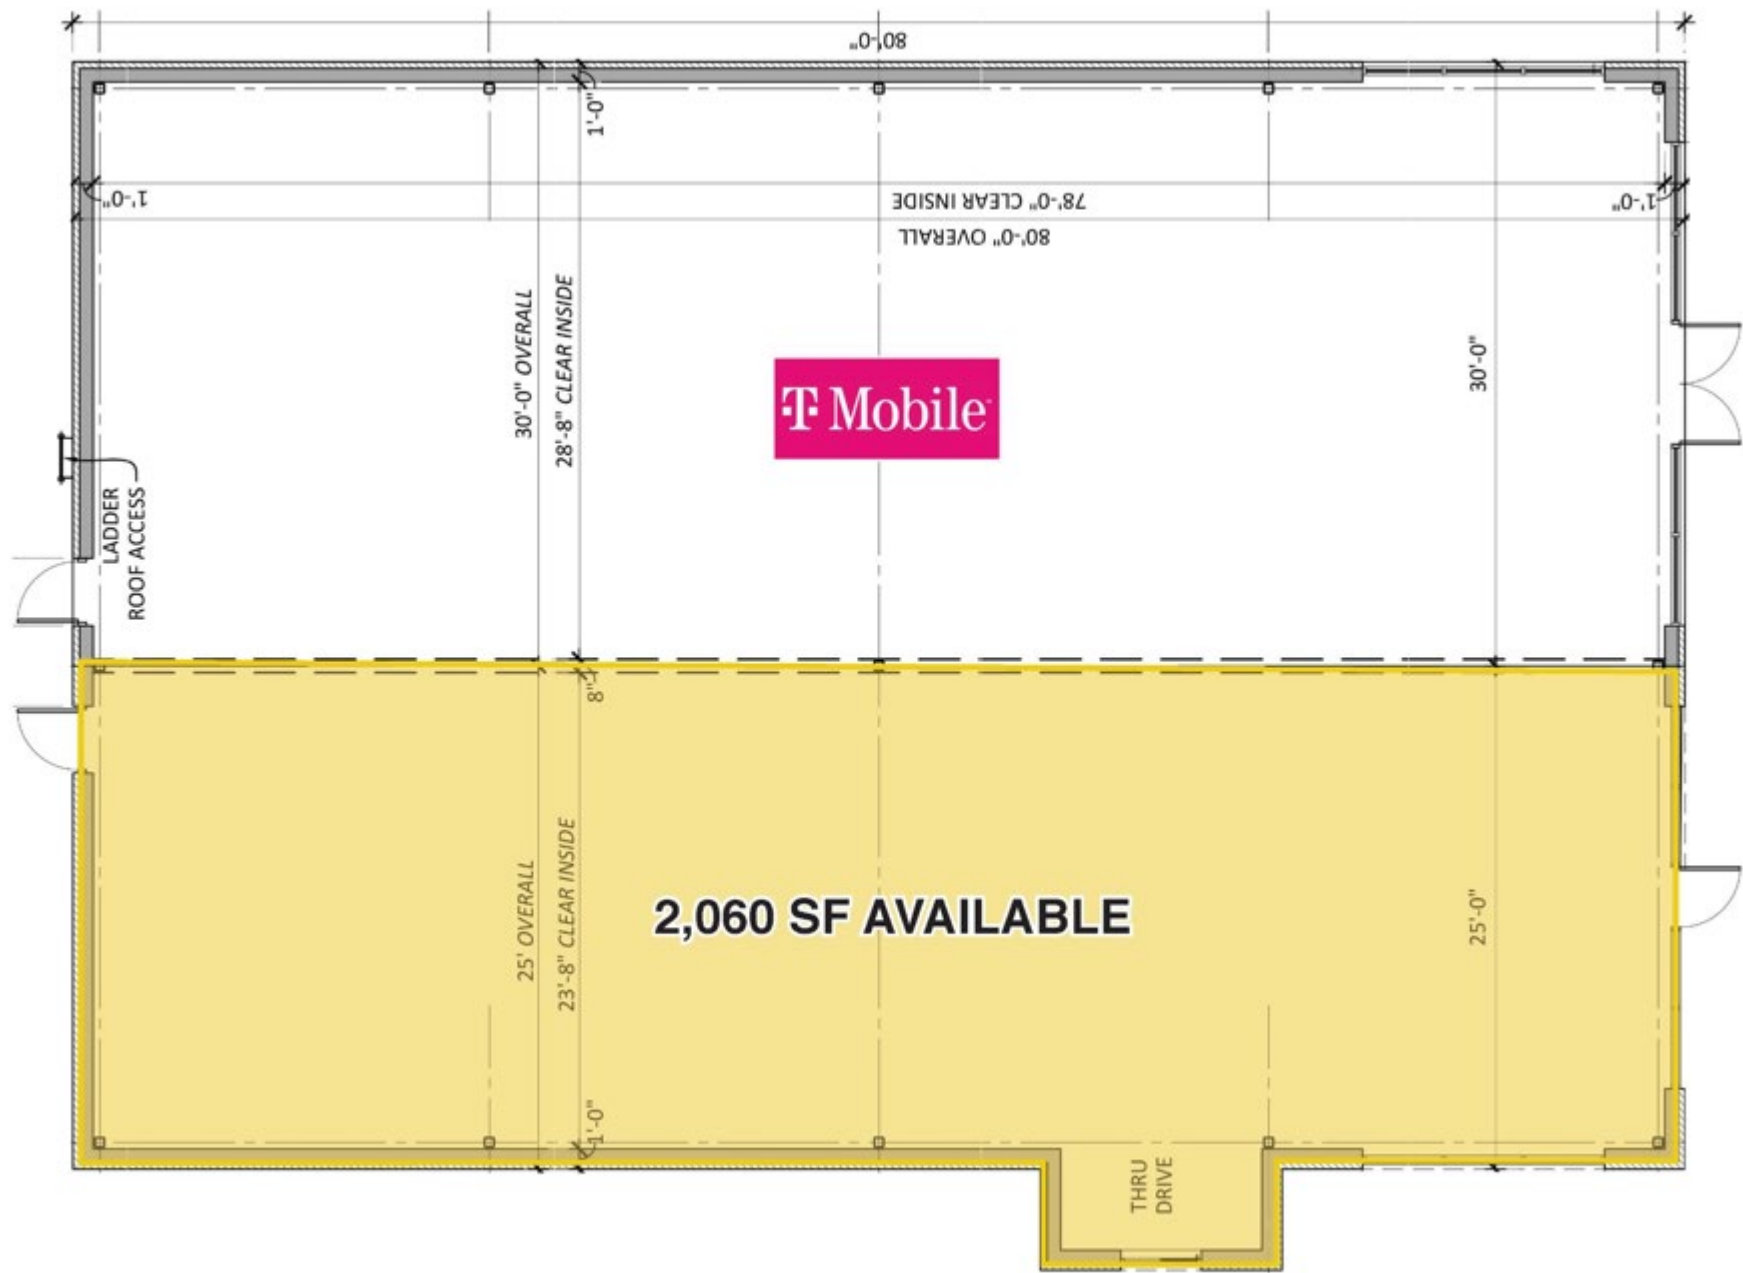 80'-0"
1'-0"
1'-0"
78'-0" CLEAR INSIDE
1'-0"
80'-0" OVERALL
30'-0" OVERALL
28'-8" CLEAR INSIDE
30'-0"
T Mobile
LADDER
ROOF ACCESS
8"
25' OVERALL
23'-8" CLEAR INSIDE
2,060 SF AVAILABLE
25'-0"
1'-0"
THRU
DRIVE